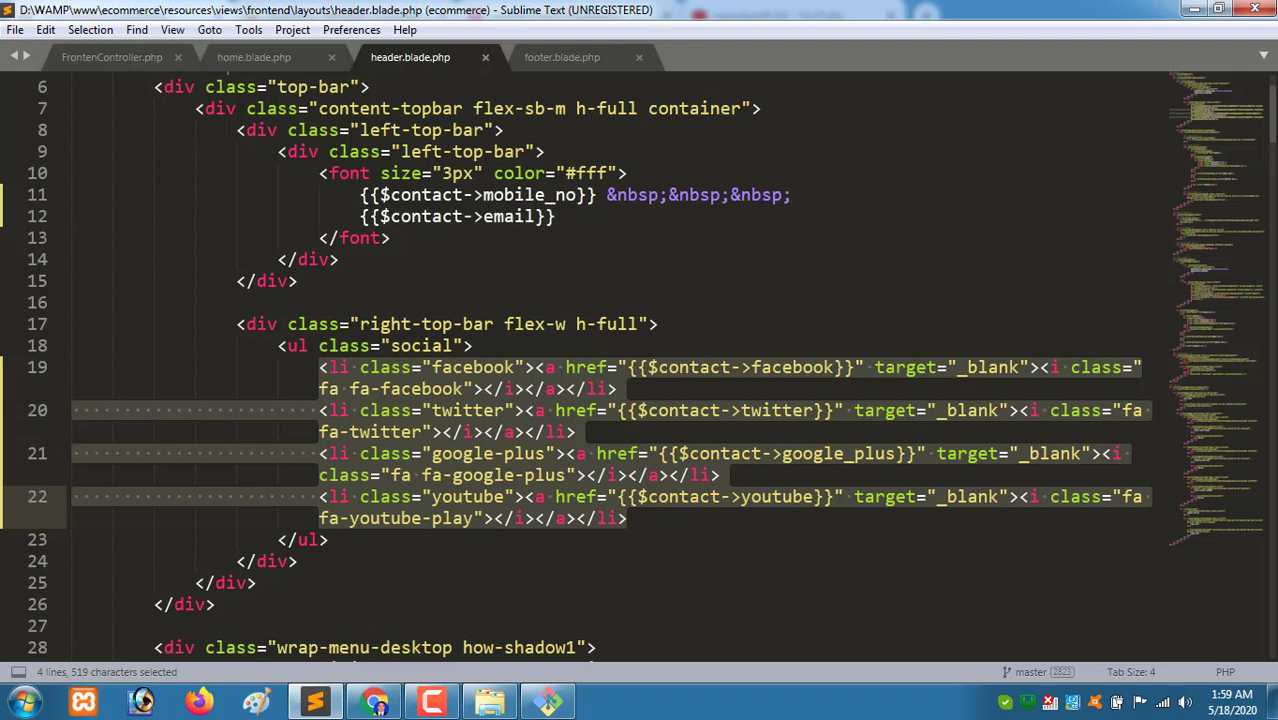 D:\WAMP\www\ecommerce\resources\views\frontend\layouts\header.blade.php (ecommerce) - Sublime Text (UNREGISTERED)
File Edit Selection Find View Goto Tools Project Preferences Help
FrontenController.php home.blade.php header.blade.php footer.blade.php
6 <div class="top-bar">
7 <div class="content-topbar flex-sb-m h-full container">
8 <div class="left-top-bar">
9 <div class="left-top-bar">
10 <font size="3px" color="#fff">
11 {{$contact->mobile_no}} &nbsp;&nbsp;&nbsp;
12 {{$contact->email}}
13 </font>
14 </div>
15 </div>
16
17 <div class="right-top-bar flex-w h-full">
18 <ul class="social">
19 <li class="facebook"><a href="{{$contact->facebook}}" target="_blank"><i class="
fa fa-facebook"></i></a></li>
20 <li class="twitter"><a href="{{$contact->twitter}}" target="_blank"><i class="fa
fa-twitter"></i></a></li>
21 <li class="google-plus"><a href="{{$contact->google_plus}}" target="_blank"><i
class="fa fa-google-plus"></i></a></li>
22 <li class="youtube"><a href="{{$contact->youtube}}" target="_blank"><i class="fa
fa-youtube-play"></i></a></li>
23 </ul>
24 </div>
25 </div>
26 </div>
27
28 <div class="wrap-menu-desktop how-shadow1">
4 lines, 519 characters selected master 2823 Tab Size: 4 PHP
1:59 AM
5/18/2020